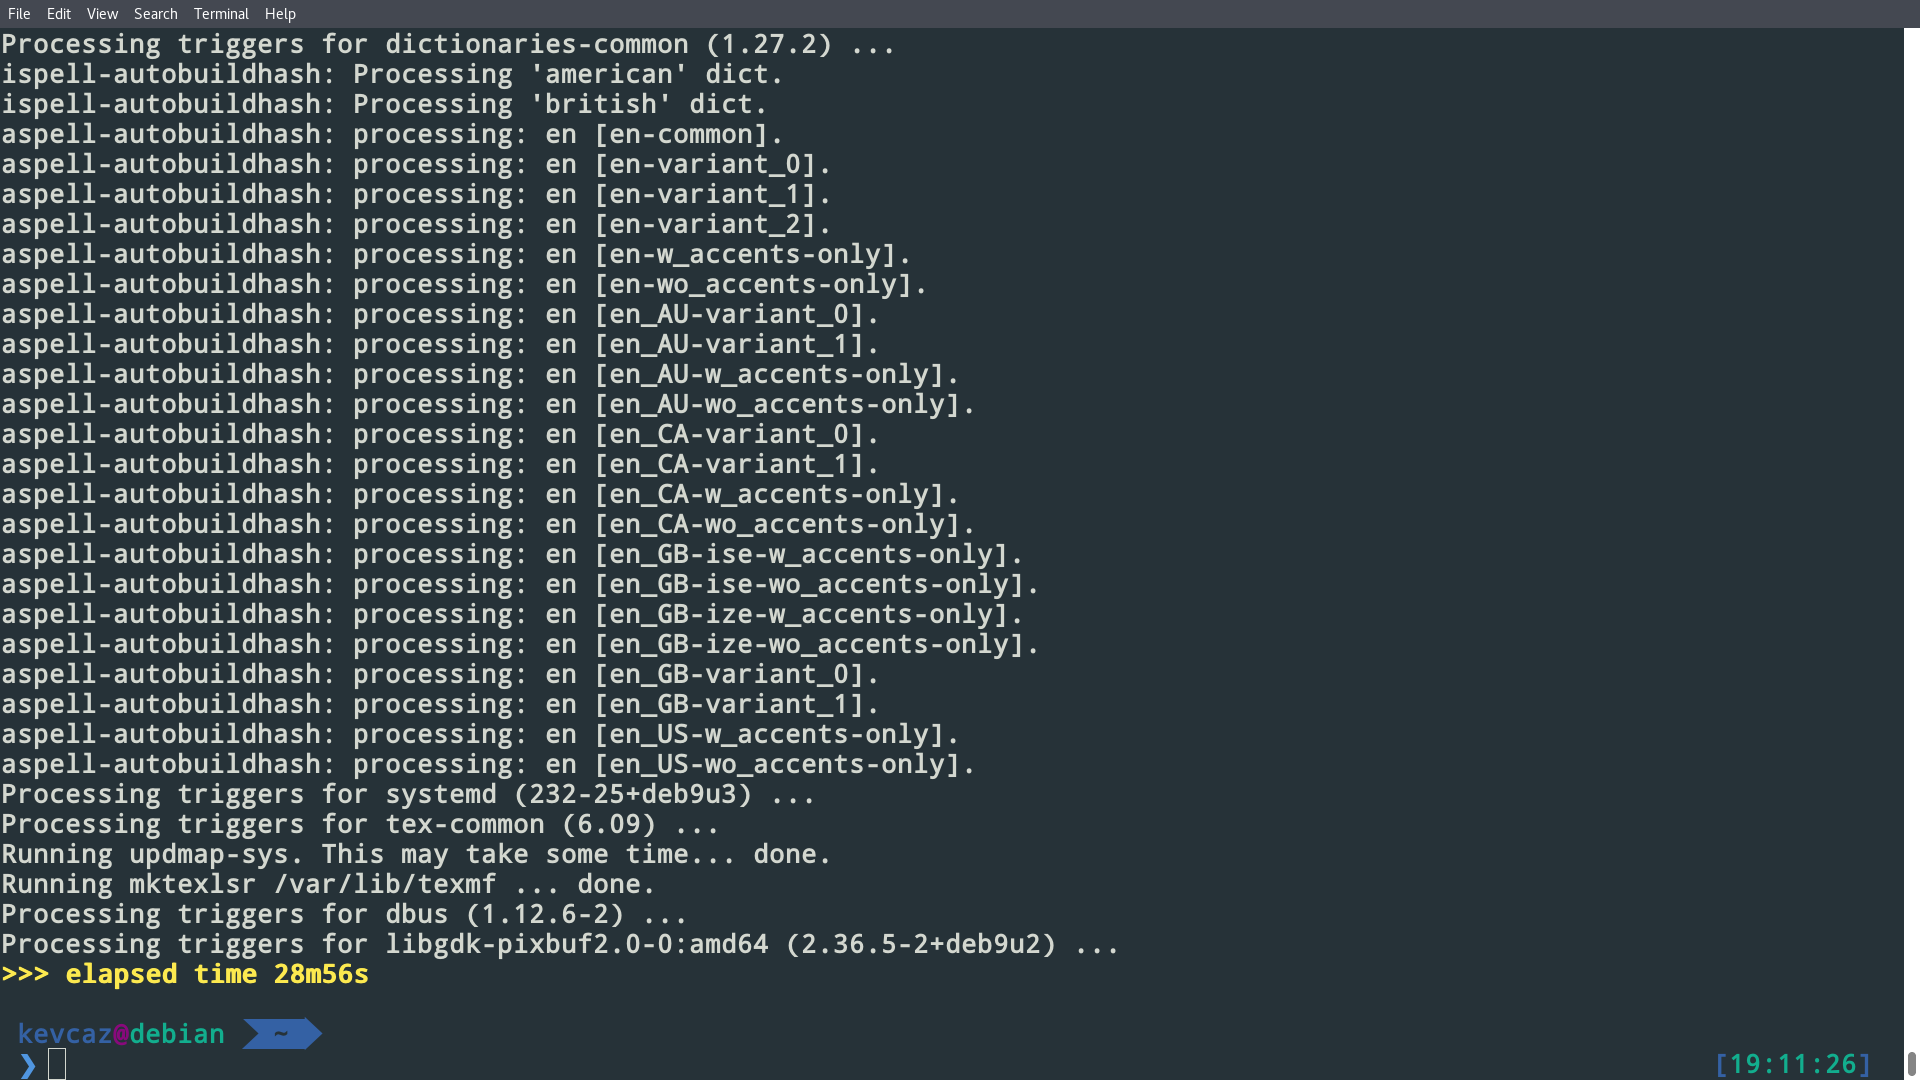 File Edit View Search Terminal Help
Processing triggers for dictionaries-common (1.27.2) ...
ispell-autobuildhash: Processing 'american' dict.
ispell-autobuildhash: Processing 'british' dict.
aspell-autobuildhash: processing: en [en-common].
aspell-autobuildhash: processing: en [en-variant_0].
aspell-autobuildhash: processing: en [en-variant_1].
aspell-autobuildhash: processing: en [en-variant_2].
aspell-autobuildhash: processing: en [en-w_accents-only].
aspell-autobuildhash: processing: en [en-wo_accents-only].
aspell-autobuildhash: processing: en [en_AU-variant_0].
aspell-autobuildhash: processing: en [en_AU-variant_1].
aspell-autobuildhash: processing: en [en_AU-w_accents-only].
aspell-autobuildhash: processing: en [en_AU-wo_accents-only].
aspell-autobuildhash: processing: en [en_CA-variant_0].
aspell-autobuildhash: processing: en [en_CA-variant_1].
aspell-autobuildhash: processing: en [en_CA-w_accents-only].
aspell-autobuildhash: processing: en [en_CA-wo_accents-only].
aspell-autobuildhash: processing: en [en_GB-ise-w_accents-only].
aspell-autobuildhash: processing: en [en_GB-ise-wo_accents-only].
aspell-autobuildhash: processing: en [en_GB-ize-w_accents-only].
aspell-autobuildhash: processing: en [en_GB-ize-wo_accents-only].
aspell-autobuildhash: processing: en [en_GB-variant_0].
aspell-autobuildhash: processing: en [en_GB-variant_1].
aspell-autobuildhash: processing: en [en_US-w_accents-only].
aspell-autobuildhash: processing: en [en_US-wo_accents-only].
Processing triggers for systemd (232-25+deb9u3) ...
Processing triggers for tex-common (6.09) ...
Running updmap-sys. This may take some time... done.
Running mktexlsr /var/lib/texmf ... done.
Processing triggers for dbus (1.12.6-2) ...
Processing triggers for libgdk-pixbuf2.0-0:amd64 (2.36.5-2+deb9u2) ...
>>> elapsed time 28m56s
kevcaz@debian ~
❯ [19:11:26]